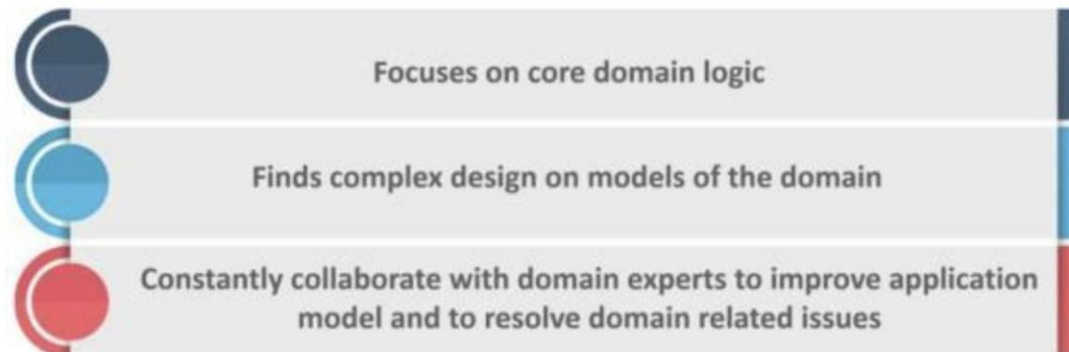 Focuses on core domain logic
Finds complex design on models of the domain
Constantly collaborate with domain experts to improve application
model and to resolve domain related issues